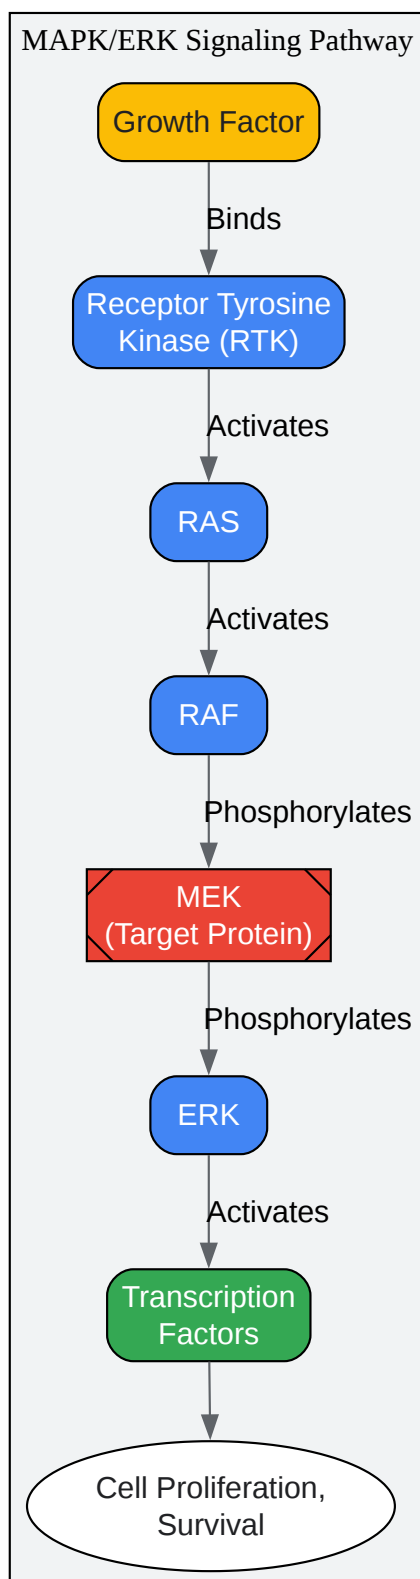 MAPK/ERK Signaling Pathway
Growth Factor
Binds
Receptor Tyrosine
Kinase (RTK)
Activates
RAS
Activates
RAF
Phosphorylates
MEK
(Target Protein)
Phosphorylates
ERK
Activates
Transcription
Factors
Cell Proliferation,
Survival